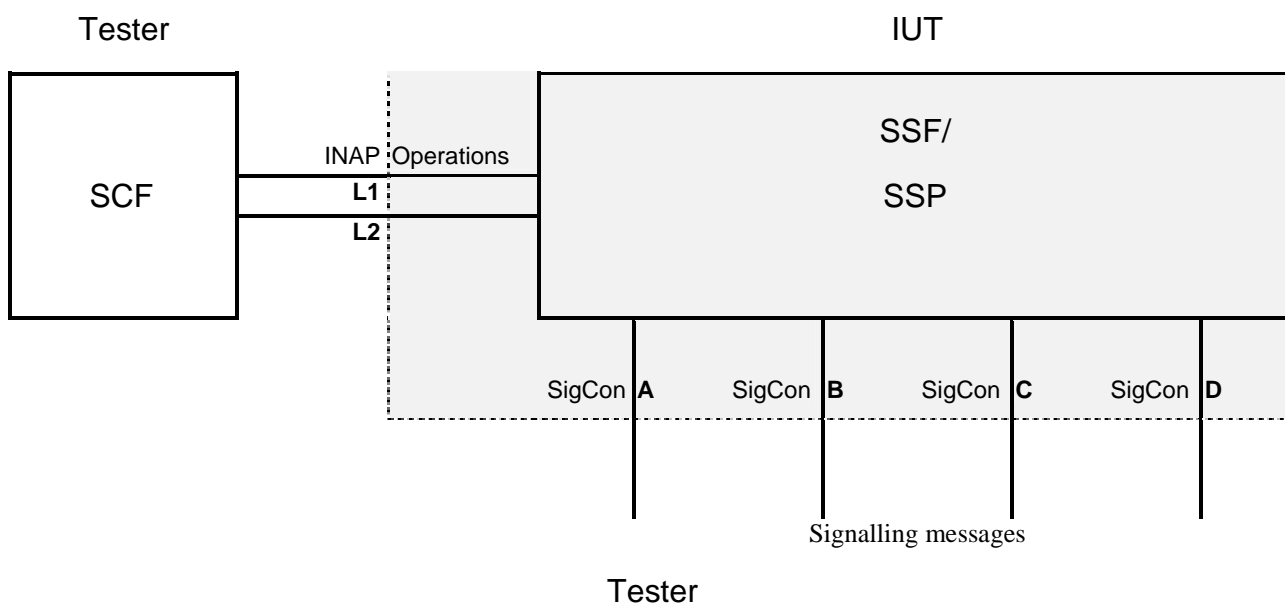 Tester
IUT
SCF
INAP Operations
L1
L2
SSF/
SSP
SigCon A
SigCon B
SigCon C
SigCon D
Signalling messages
Tester